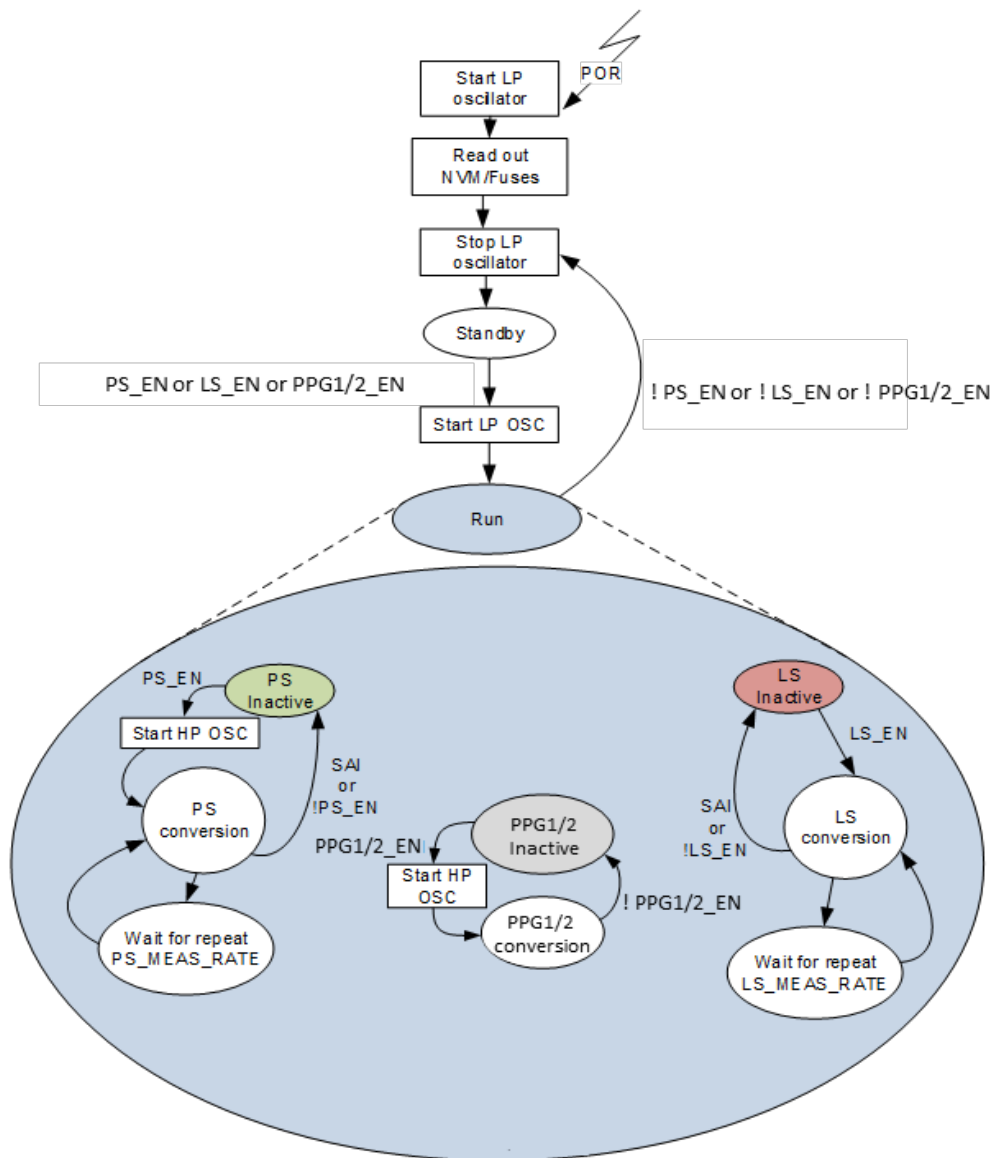 POR
Start LP
oscillator
Read out
NVM/Fuses
Stop LP
oscillator
Standby
PS_EN or LS_EN or PPG1/2_EN
! PS_EN or ! LS_EN or ! PPG1/2_EN
Start LP OSC
Run
PS_EN
PS
Inactive
Start HP OSC
SAI
or
!PS_EN
PS
conversion
Wait for repeat
PS_MEAS_RATE
PPG1/2_EN
PPG1/2
Inactive
Start HP
OSC
! PPG1/2_EN
PPG1/2
conversion
LS
Inactive
LS_EN
SAI
or
!LS_EN
LS
conversion
Wait for repeat
LS_MEAS_RATE